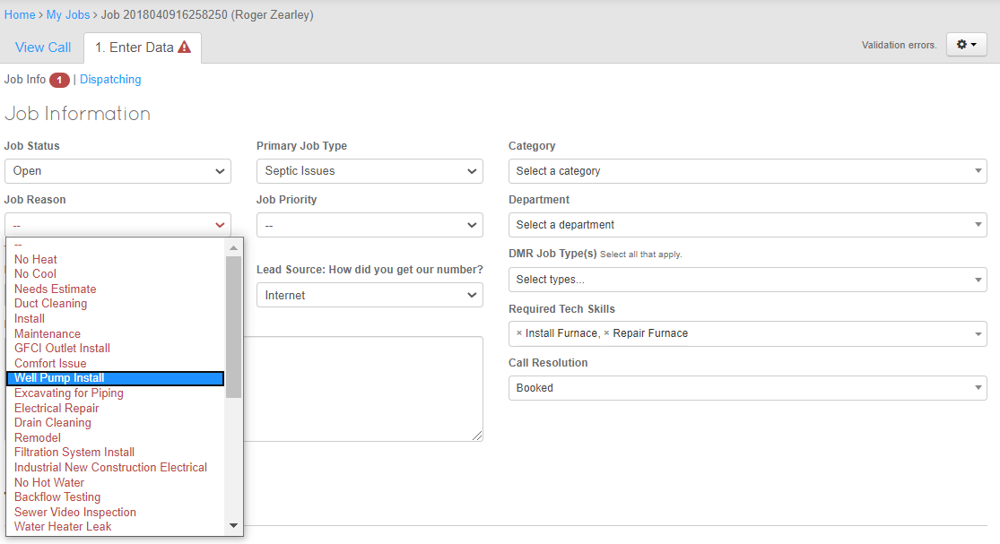 Home > My Jobs > Job 2018040916258250 (Roger Zearley)
View Call
1. Enter Data
Validation errors.
Job Info 1 | Dispatching
Job Information
Job Status
Open
Primary Job Type
Septic Issues
Category
Select a category
Job Reason
--
Job Priority
--
Department
Select a department
--
No Heat
No Cool
Needs Estimate
Duct Cleaning
Install
Maintenance
GFCI Outlet Install
Comfort Issue
Well Pump Install
Excavating for Piping
Electrical Repair
Drain Cleaning
Remodel
Filtration System Install
Industrial New Construction Electrical
No Hot Water
Backflow Testing
Sewer Video Inspection
Water Heater Leak
Lead Source: How did you get our number?
Internet
DMR Job Type(s) Select all that apply.
Select types...
Required Tech Skills
× Install Furnace, × Repair Furnace
Call Resolution
Booked